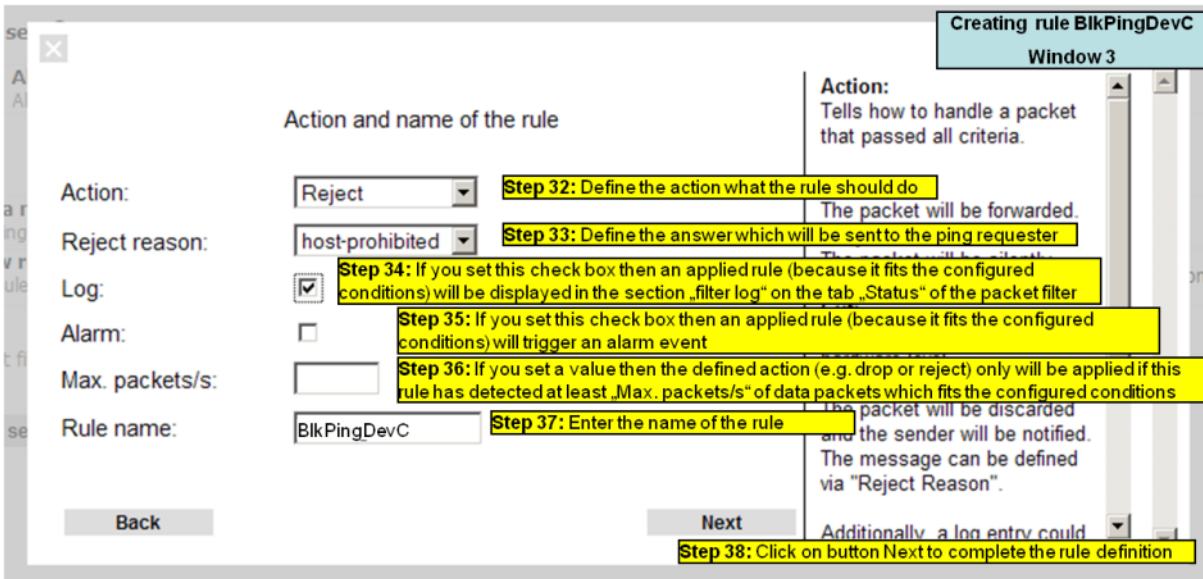 Creating rule BlkPingDevC
Window 3
Action and name of the rule
Action:
Reject
Step 32: Define the action what the rule should do
Reject reason:
host-prohibited
Step 33: Define the answer which will be sent to the ping requester
Log:
Step 34: If you set this check box then an applied rule (because it fits the configured
conditions) will be displayed in the section „filter log“ on the tab „Status“ of the packet filter
Alarm:
Step 35: If you set this check box then an applied rule (because it fits the configured
conditions) will trigger an alarm event
Max. packets/s:
Step 36: If you set a value then the defined action (e.g. drop or reject) only will be applied if this
rule has detected at least „Max. packets/s“ of data packets which fits the configured conditions
Rule name:
BlkPing_DevC
Step 37: Enter the name of the rule
Back
Next
Step 38: Click on button Next to complete the rule definition
Action:
Tells how to handle a packet
that passed all criteria.
The packet will be forwarded.
The packet will be silently
The packet will be discarded
and the sender will be notified.
The message can be defined
via "Reject Reason".
Additionally, a log entry could